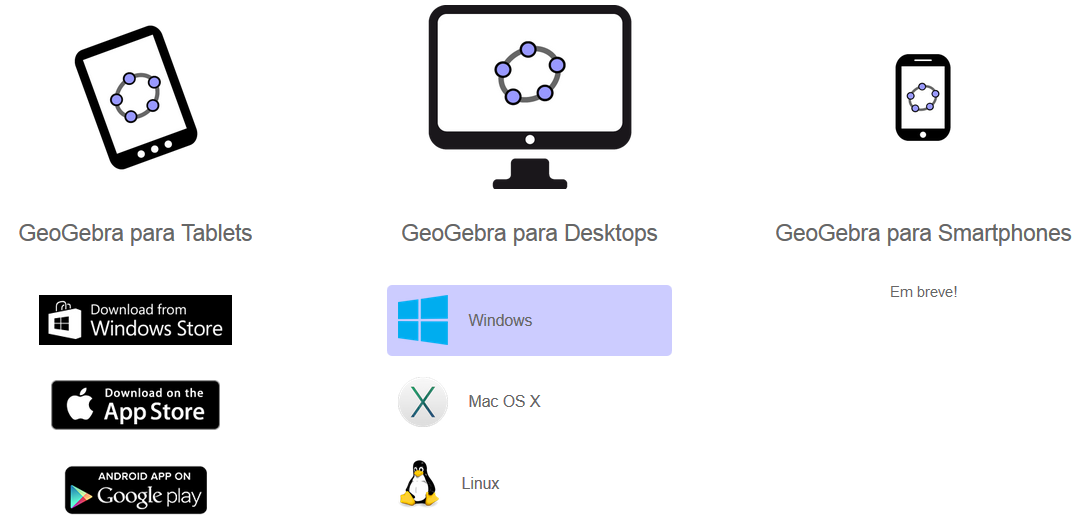 GeoGebra para Tablets
Download from
Windows Store
Download on the
App Store
ANDROID APP ON
Google play
GeoGebra para Desktops
Windows
Mac OS X
Linux
GeoGebra para Smartphones
Em breve!